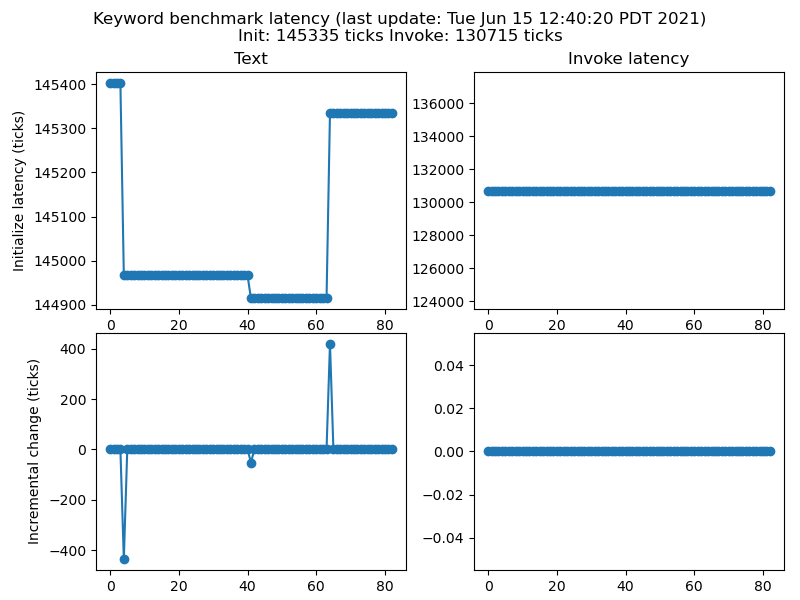 Keyword benchmark latency (last update: Tue Jun 15 12:40:20 PDT 2021)
Init: 145335 ticks Invoke: 130715 ticks
Text
Invoke latency
Initialize latency (ticks)
145400
145300
145200
145100
145000
144900
0 20 40 60 80
136000
134000
132000
130000
128000
126000
124000
0 20 40 60 80
Incremental change (ticks)
400
200
0
−200
−400
0 20 40 60 80
0.04
0.02
0.00
−0.02
−0.04
0 20 40 60 80